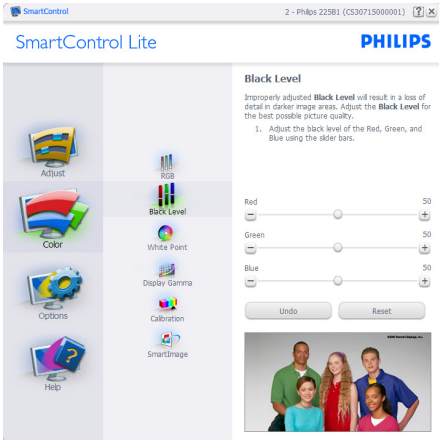 SmartControl
2 - Philips 225B1 (CS30715000001)
SmartControl Lite
PHILIPS
Adjust
Color
Options
Help
RGB
Black Level
White Point
Display Gamma
Calibration
SmartImage
Black Level
Improperly adjusted Black Level will result in a loss of
detail in darker image areas. Adjust the Black Level for
the best possible picture quality.
1. Adjust the black level of the Red, Green, and
Blue using the slider bars.
Red 50
Green 50
Blue 50
Undo Reset